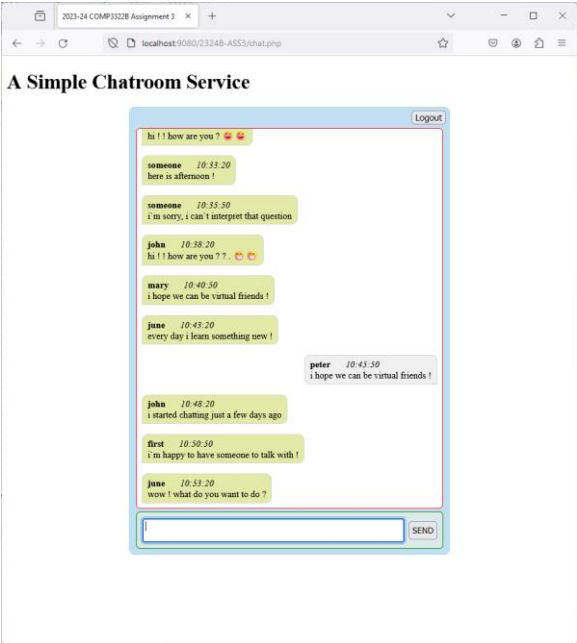 2023-24 COMP3322B Assignment 3
localhost:9080/2324B-ASS3/chat.php
A Simple Chatroom Service
Logout
hi ! ! how are you ? 😝 😝
someone 10:33:20
here is afternoon !
someone 10:35:50
i`m sorry, i can`t interpret that question
john 10:38:20
hi ! ! how are you ? ? .
mary 10:40:50
i hope we can be virtual friends !
june 10:43:20
every day i learn something new !
peter 10:45:50
i hope we can be virtual friends !
john 10:48:20
i started chatting just a few days ago
first 10:50:50
i`m happy to have someone to talk with !
june 10:53:20
wow ! what do you want to do ?
SEND